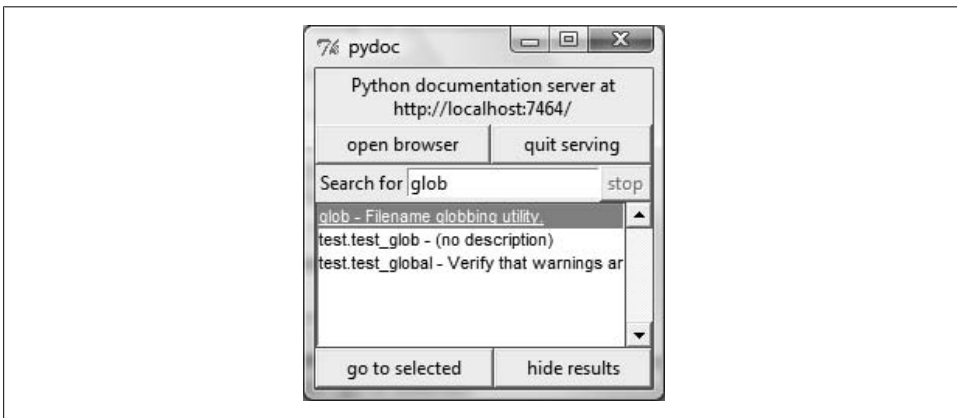 pydoc
Python documentation server at
http://localhost:7464/
open browser quit serving
Search for glob stop
glob - Filename globbing utility.
test.test_glob - (no description)
test.test_global - Verify that warnings ar
go to selected hide results